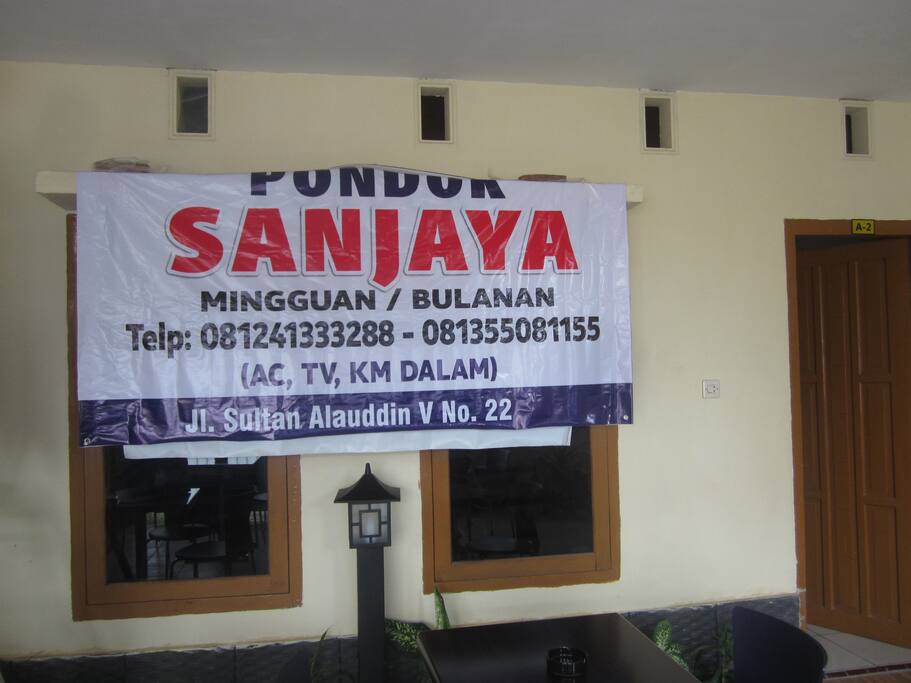 PONDOK
SANJAYA
MINGGUAN / BULANAN
Telp: 081241333288 - 081355081155
(AC, TV, KM DALAM)
Jl. Sultan Alauddin V No. 22
A-2